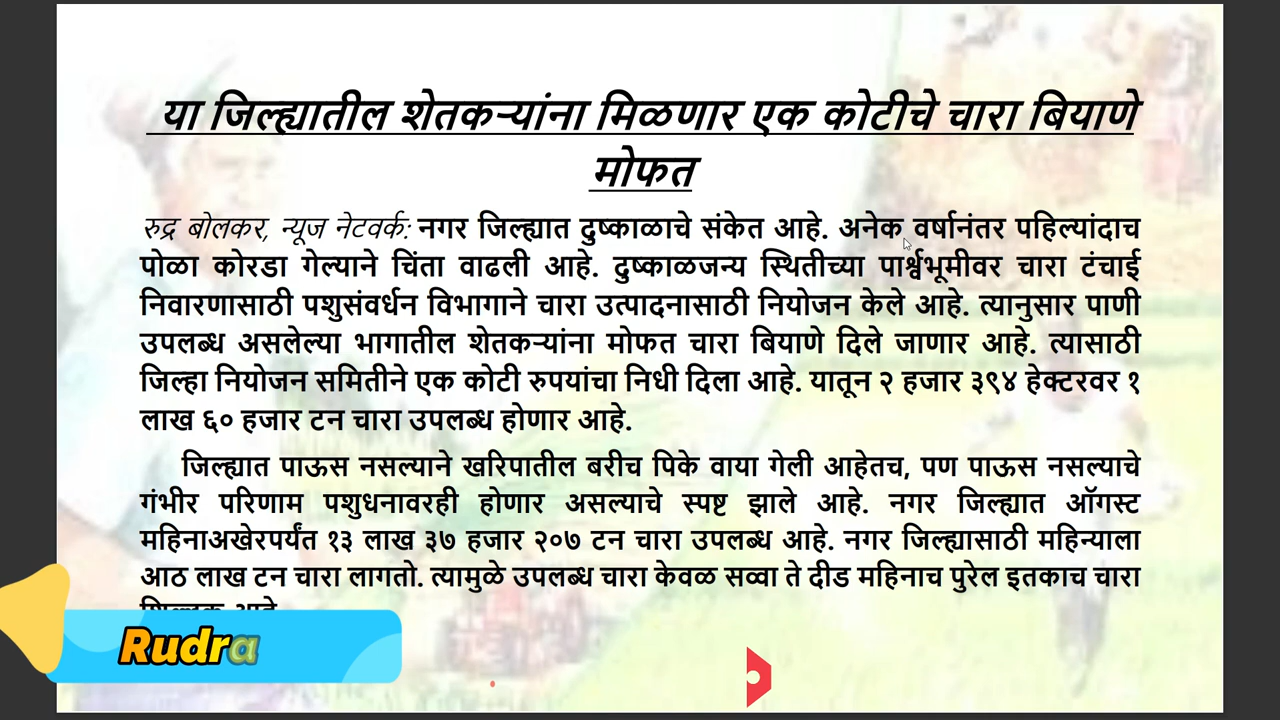 या जिल्ह्यातील शेतकऱ्यांना मिळणार एक कोटीचे चारा बियाणे
मोफत
रुद्र बोलकर, न्यूज नेटवर्क: नगर जिल्ह्यात दुष्काळाचे संकेत आहे. अनेक वर्षानंतर पहिल्यांदाच
पोळा कोरडा गेल्याने चिंता वाढली आहे. दुष्काळजन्य स्थितीच्या पार्श्वभूमीवर चारा टंचाई
निवारणासाठी पशुसंवर्धन विभागाने चारा उत्पादनासाठी नियोजन केले आहे. त्यानुसार पाणी
उपलब्ध असलेल्या भागातील शेतकऱ्यांना मोफत चारा बियाणे दिले जाणार आहे. त्यासाठी
जिल्हा नियोजन समितीने एक कोटी रुपयांचा निधी दिला आहे. यातून २ हजार ३९४ हेक्टरवर १
लाख ६० हजार टन चारा उपलब्ध होणार आहे.
जिल्ह्यात पाऊस नसल्याने खरिपातील बरीच पिके वाया गेली आहेतच, पण पाऊस नसल्याचे
गंभीर परिणाम पशुधनावरही होणार असल्याचे स्पष्ट झाले आहे. नगर जिल्ह्यात ऑगस्ट
महिनाअखेरपर्यंत १३ लाख ३७ हजार २०७ टन चारा उपलब्ध आहे. नगर जिल्ह्यासाठी महिन्याला
आठ लाख टन चारा लागतो. त्यामुळे उपलब्ध चारा केवळ सव्वा ते दीड महिनाच पुरेल इतकाच चारा
Rudra